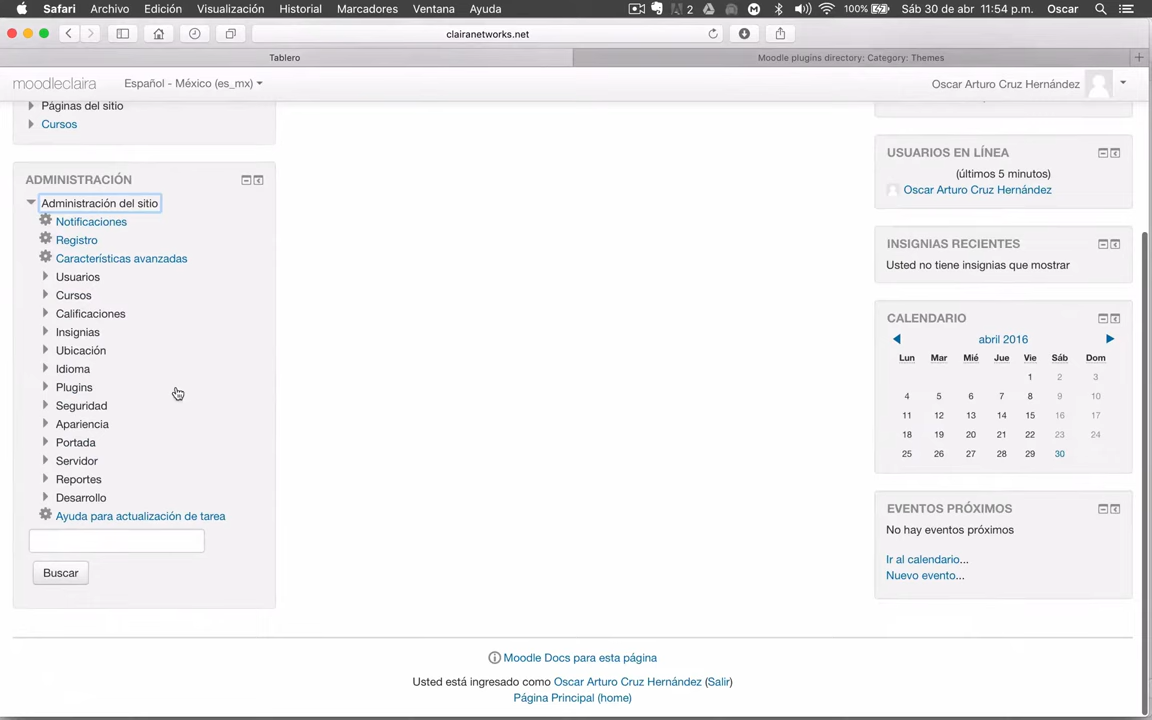 Safari Archivo Edición Visualización Historial Marcadores Ventana Ayuda 2 100% Sáb 30 de abr 11:54 p.m. Oscar
clairanetworks.net
Tablero Moodle plugins directory: Category: Themes
moodleclaira Español - México (es_mx) Oscar Arturo Cruz Hernández
Páginas del sitio
Cursos
ADMINISTRACIÓN
Administración del sitio
Notificaciones
Registro
Características avanzadas
Usuarios
Cursos
Calificaciones
Insignias
Ubicación
Idioma
Plugins
Seguridad
Apariencia
Portada
Servidor
Reportes
Desarrollo
Ayuda para actualización de tarea
Buscar
USUARIOS EN LÍNEA
(últimos 5 minutos)
Oscar Arturo Cruz Hernández
INSIGNIAS RECIENTES
Usted no tiene insignias que mostrar
CALENDARIO
abril 2016
Lun Mar Mié Jue Vie Sáb Dom
1 2 3
4 5 6 7 8 9 10
11 12 13 14 15 16 17
18 19 20 21 22 23 24
25 26 27 28 29 30
EVENTOS PRÓXIMOS
No hay eventos próximos
Ir al calendario...
Nuevo evento...
Moodle Docs para esta página
Usted está ingresado como Oscar Arturo Cruz Hernández (Salir)
Página Principal (home)